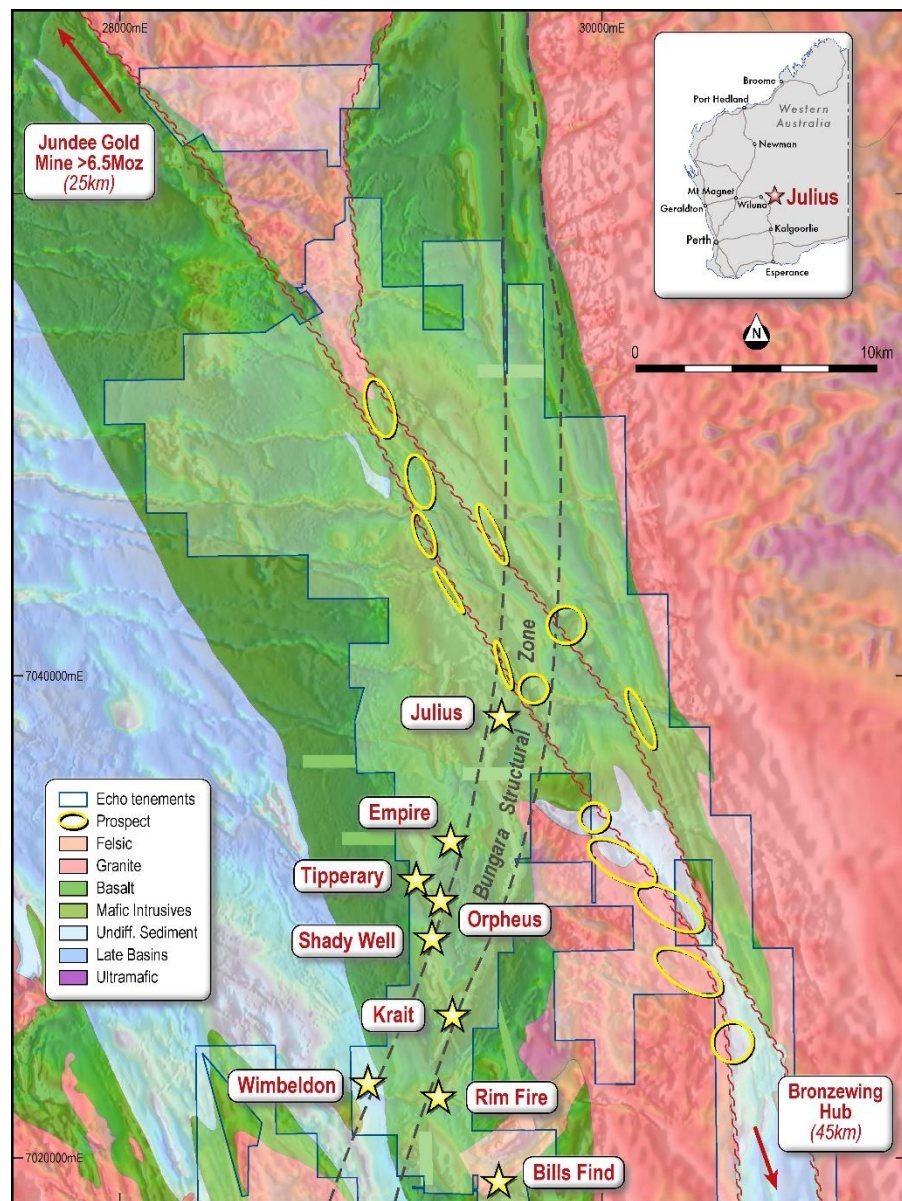 28000mE
30000mE
Jundee Gold
Mine >6.5Moz
(25km)
Broome
Port Hedland
Western
Australia
Newman
Mt Magnet
Wiluna
Julius
Geraldton
Kalgoorlie
Perth
Esperance
N
0
10km
7040000mE
Zone
Structural
Bungara
Julius
Echo tenements
Prospect
Felsic
Granite
Basalt
Mafic Intrusives
Undiff. Sediment
Late Basins
Ultramafic
Empire
Tipperary
Orpheus
Shady Well
Krait
Wimbeldon
Rim Fire
Bronzewing
Hub
(45km)
7020000mE
Bills Find